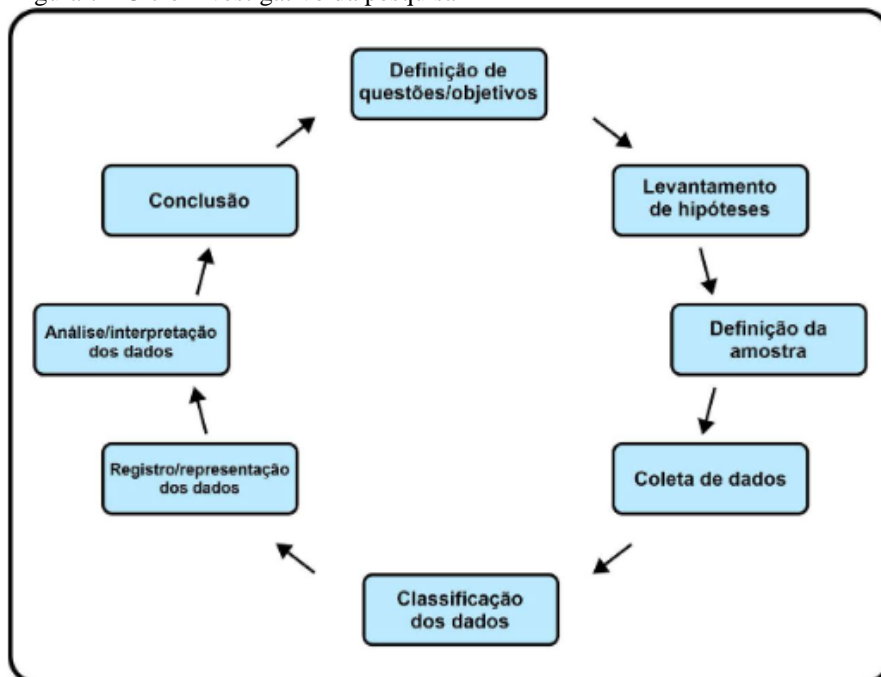 Definição de
questões/objetivos
Levantamento
de hipóteses
Definição da
amostra
Coleta de dados
Classificação
dos dados
Registro/representação
dos dados
Análise/interpretação
dos dados
Conclusão